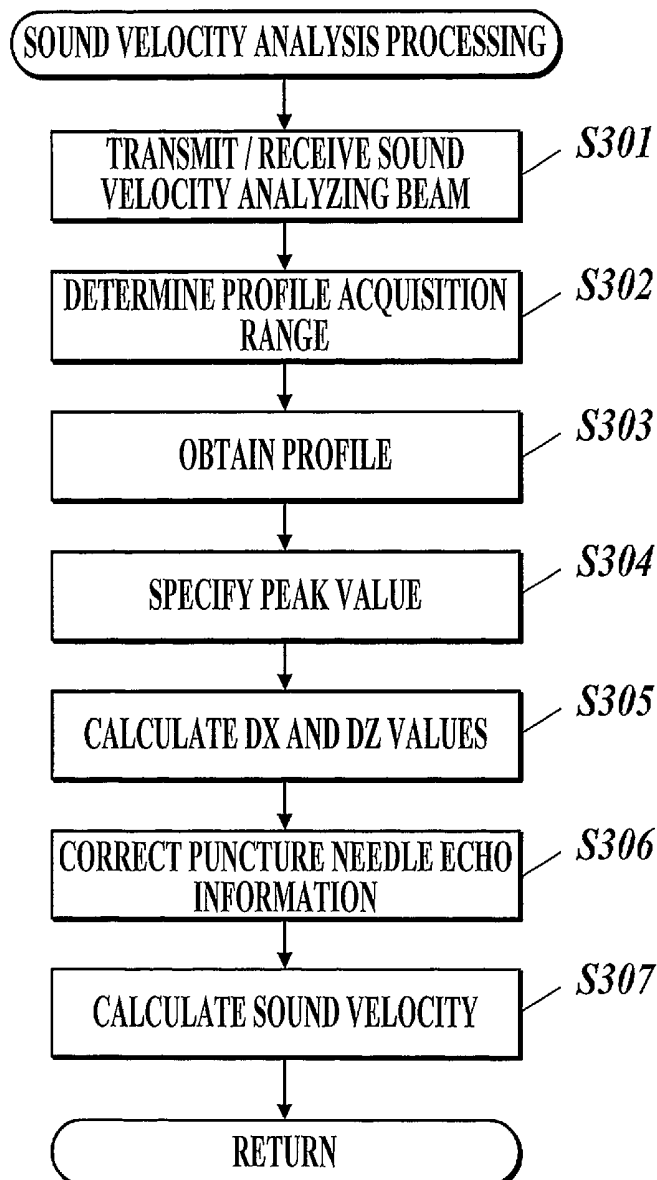 SOUND VELOCITY ANALYSIS PROCESSING
TRANSMIT / RECEIVE SOUND
VELOCITY ANALYZING BEAM
S301
DETERMINE PROFILE ACQUISITION
RANGE
S302
OBTAIN PROFILE
S303
SPECIFY PEAK VALUE
S304
CALCULATE DX AND DZ VALUES
S305
CORRECT PUNCTURE NEEDLE ECHO
INFORMATION
S306
CALCULATE SOUND VELOCITY
S307
RETURN